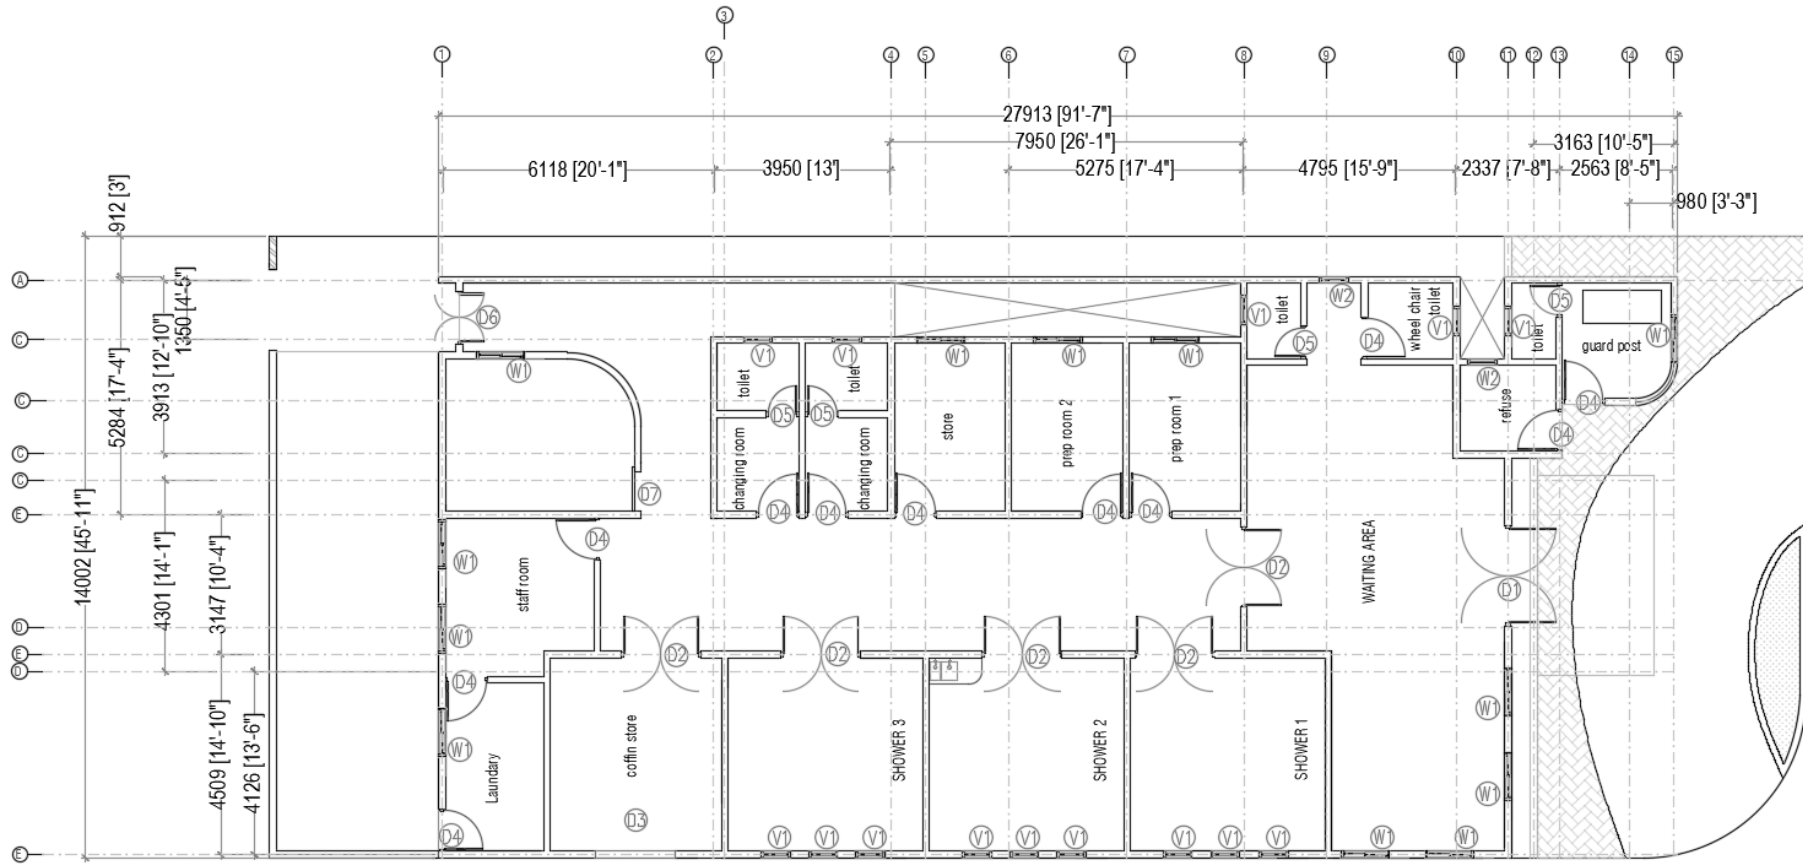 3
1 2 4 5 6 7 8 9 10 11 12 13 14 15
27913 [91'-7"]
7950 [26'-1"]
3163 [10'-5"]
6118 [20'-1"] 3950 [13'] 5275 [17'-4"] 4795 [15'-9"] 2337 [7'-8"] 2563 [8'-5"]
980 [3'-3"]
912 [3']
14002 [45'-11"]
5284 [17'-4"]
3913 [12'-10"]
1350 [4'-5"]
4301 [14'-1"]
3147 [10'-4"]
4509 [14'-10"]
4126 [13'-6"]
A
C
C
C
C
E
D
E
D
E
D6
W1
D7
V1
toilet
D5
changing room
D4
V1
toilet
D5
changing room
D4
W1
store
D4
W1
prep room 2
D4
W1
prep room 1
D4
V1
toilet
D5
W2
D4
wheel chair
toilet
V1
V1
toilet
D5
guard post
W1
D4
W2
refuse
D4
W1
staff room
D4
W1
D4
W1
Laundary
D4
D2
coffin store
D3
D2
SHOWER 3
V1 V1 V1
D2
SHOWER 2
V1 V1 V1
D2
SHOWER 1
V1 V1 V1
D2
WAITING AREA
D1
W1
W1
W1 W1